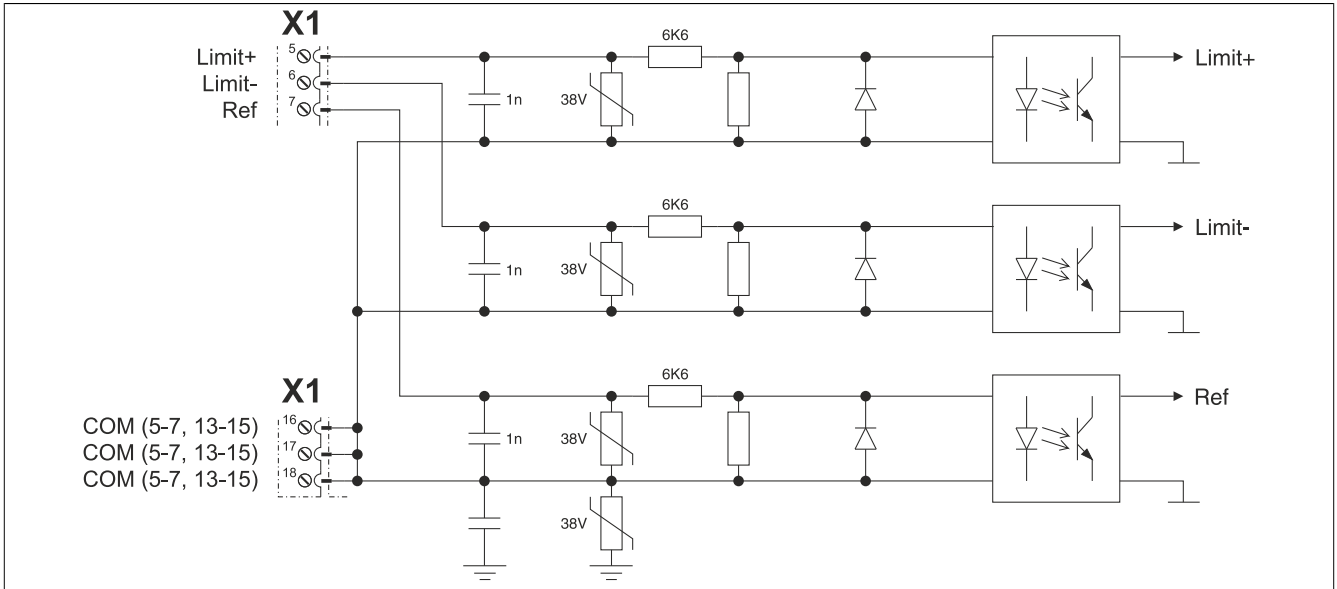 X1
Limit+ 5
Limit- 6
Ref 7
6K6
1n
38V
Limit+
6K6
1n
38V
Limit-
X1
COM (5-7, 13-15) 16
COM (5-7, 13-15) 17
COM (5-7, 13-15) 18
6K6
1n
38V
Ref
38V